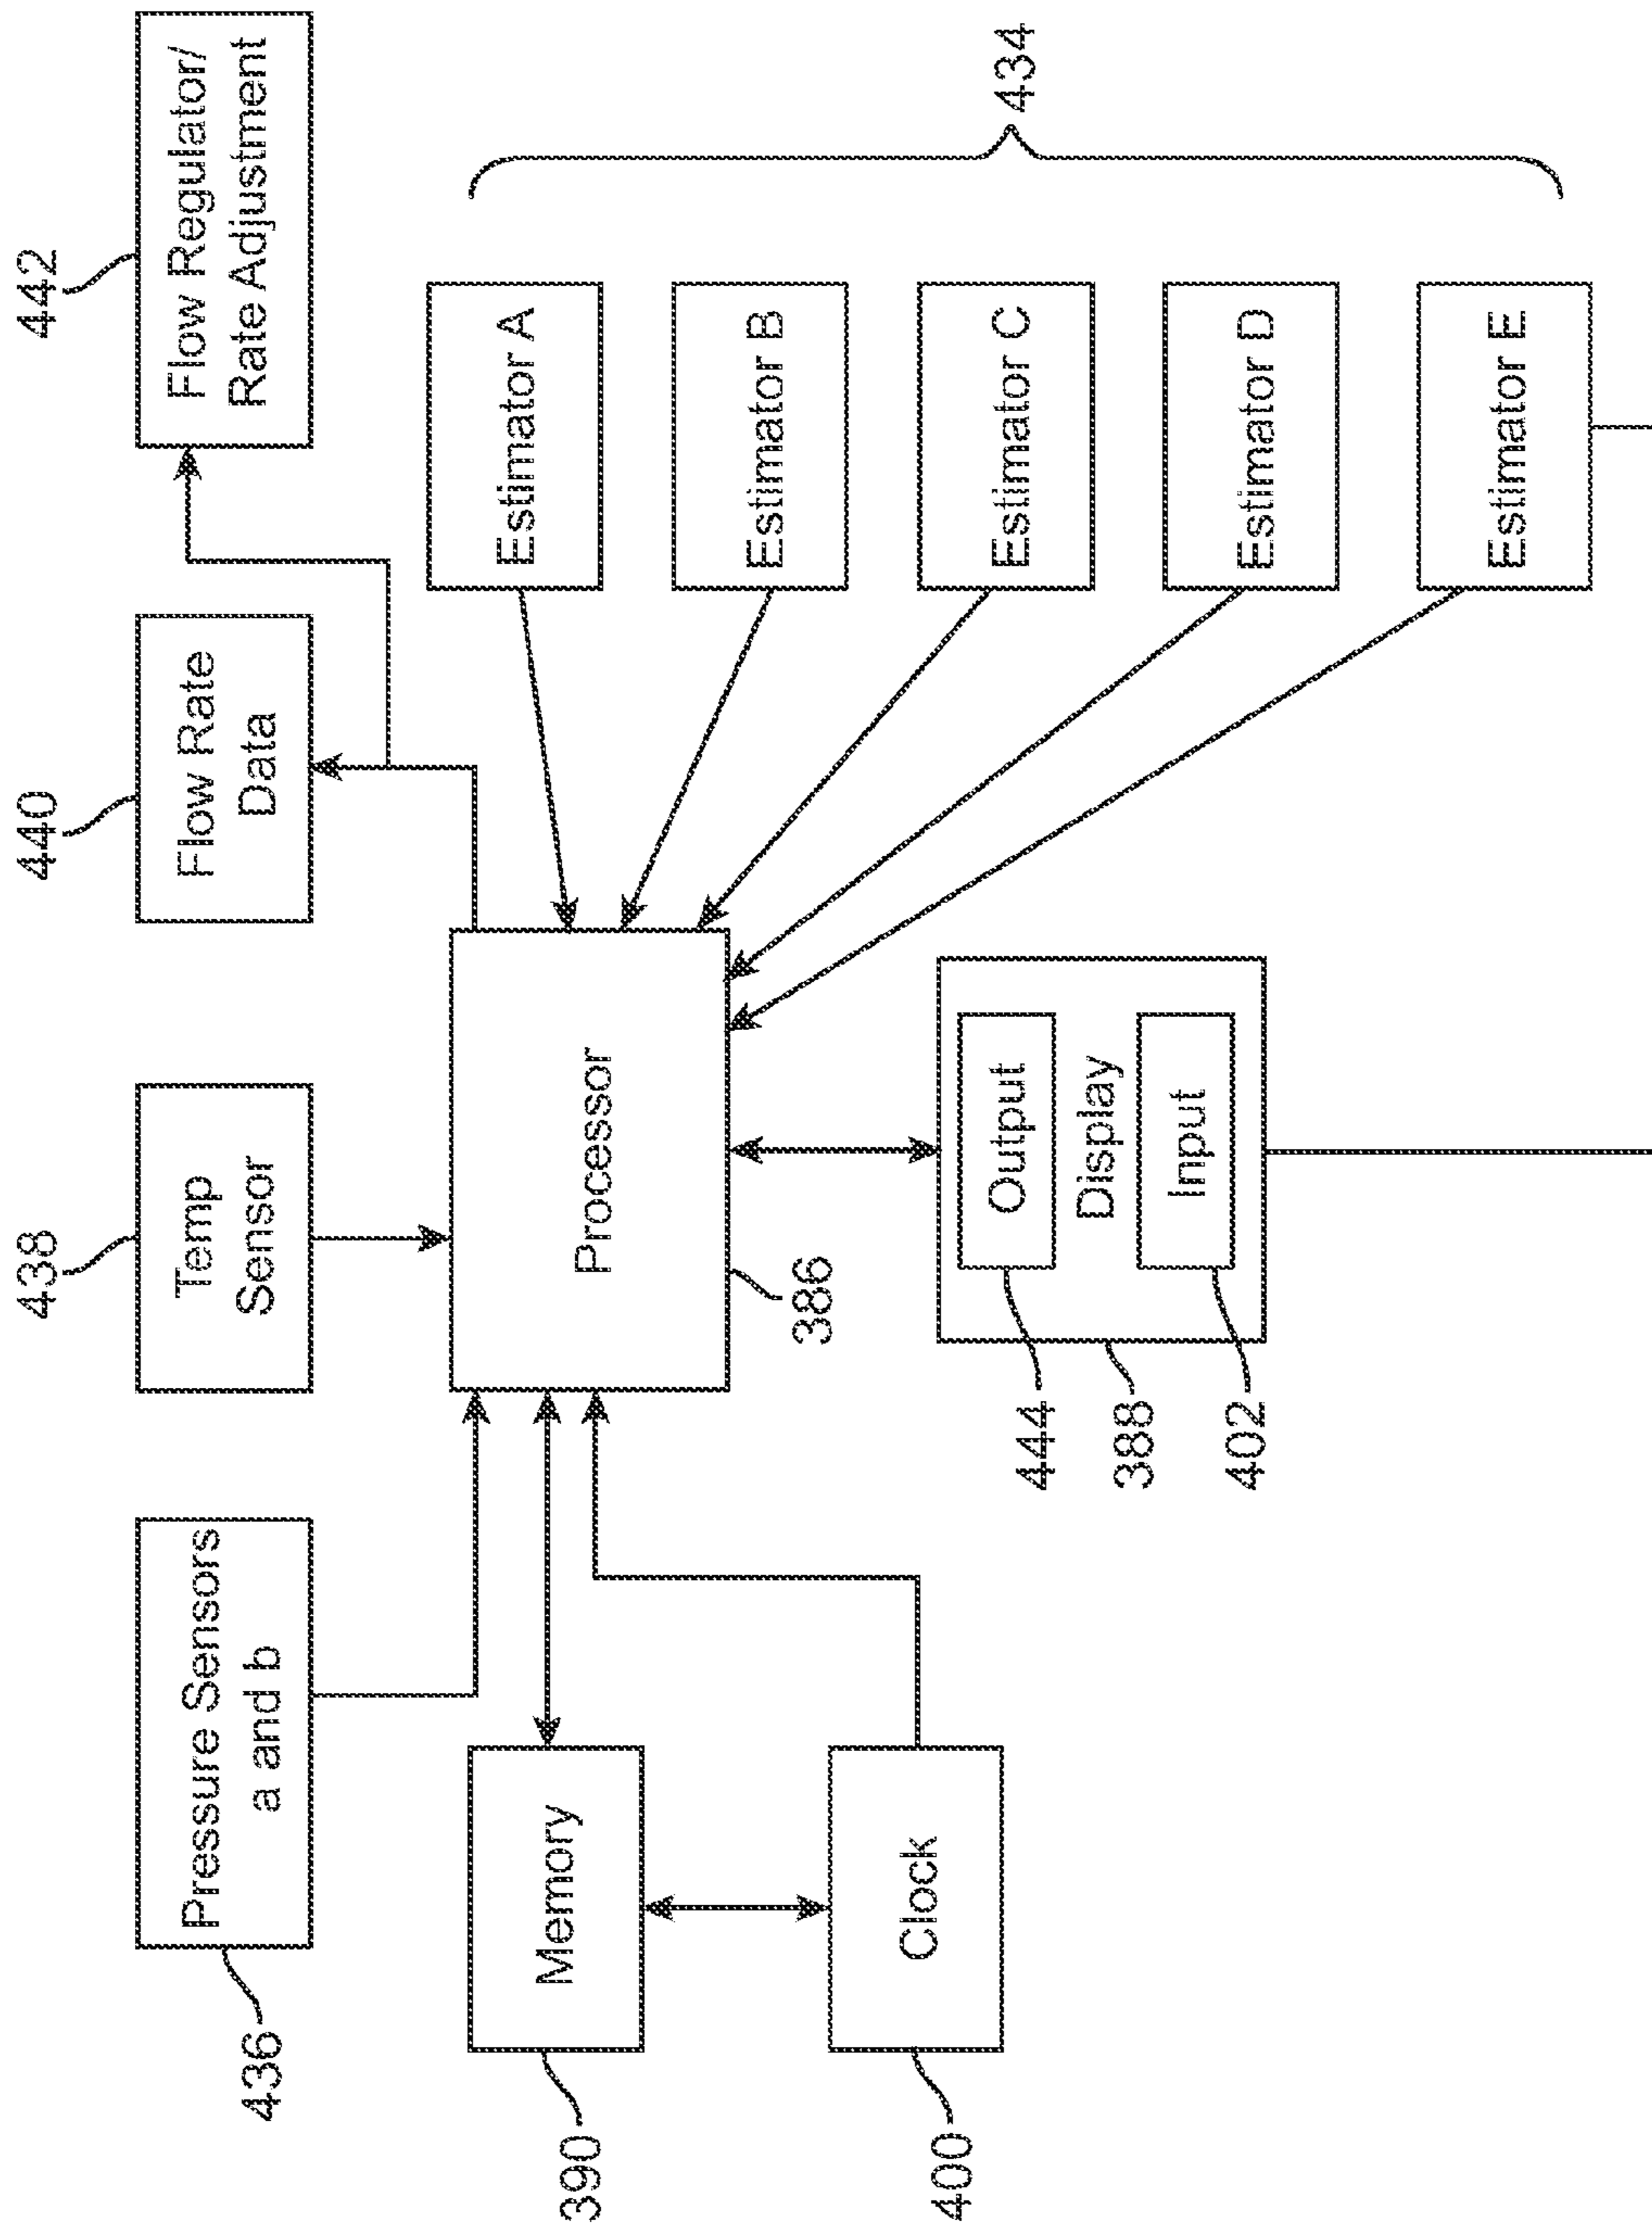 436
Pressure Sensors
a and b
438
Temp
Sensor
440
Flow Rate
Data
442
Flow Regulator/
Rate Adjustment
390
Memory
400
Clock
Processor
386
444
Output
388
Display
402
Input
Estimator A
Estimator B
Estimator C
Estimator D
Estimator E
434